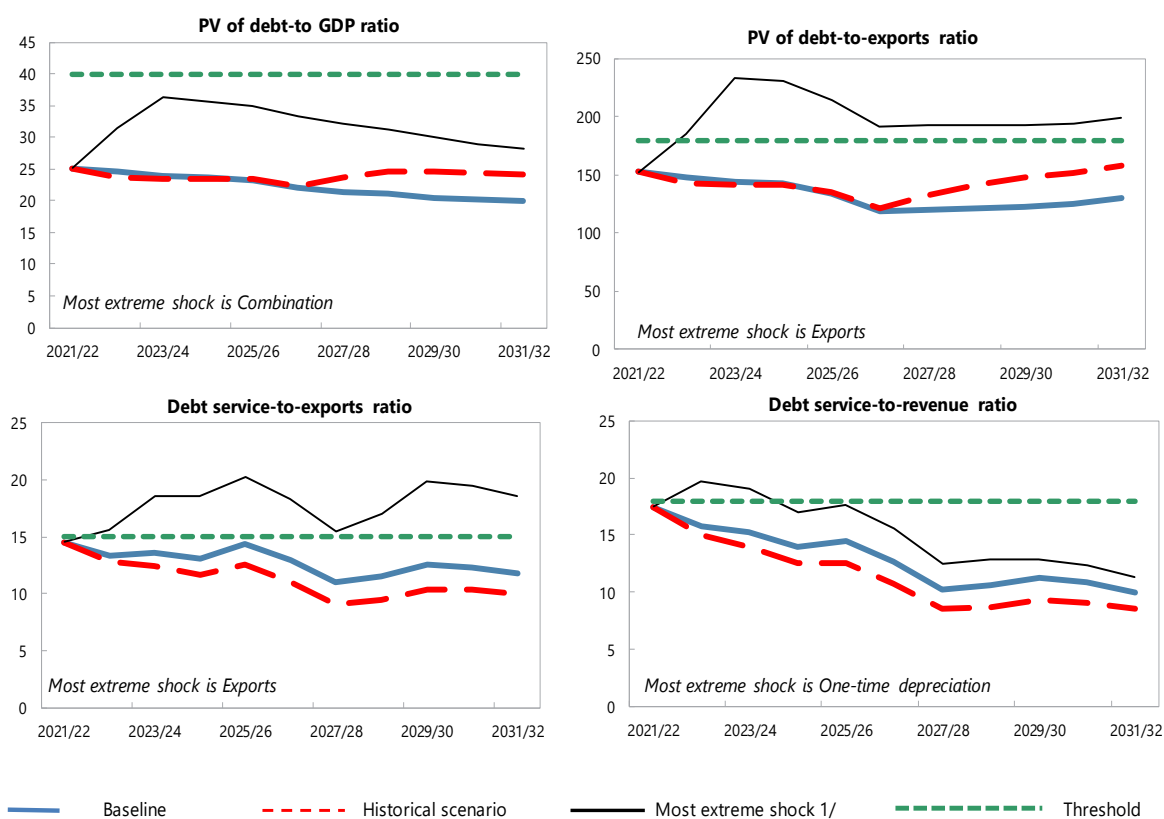 PV of debt-to GDP ratio
45
40
35
30
25
20
15
10
5
0
Most extreme shock is Combination
2021/22 2023/24 2025/26 2027/28 2029/30 2031/32
PV of debt-to-exports ratio
250
200
150
100
50
0
Most extreme shock is Exports
2021/22 2023/24 2025/26 2027/28 2029/30 2031/32
Debt service-to-exports ratio
25
20
15
10
5
0
Most extreme shock is Exports
2021/22 2023/24 2025/26 2027/28 2029/30 2031/32
Debt service-to-revenue ratio
25
20
15
10
5
0
Most extreme shock is One-time depreciation
2021/22 2023/24 2025/26 2027/28 2029/30 2031/32
Baseline Historical scenario Most extreme shock 1/ Threshold